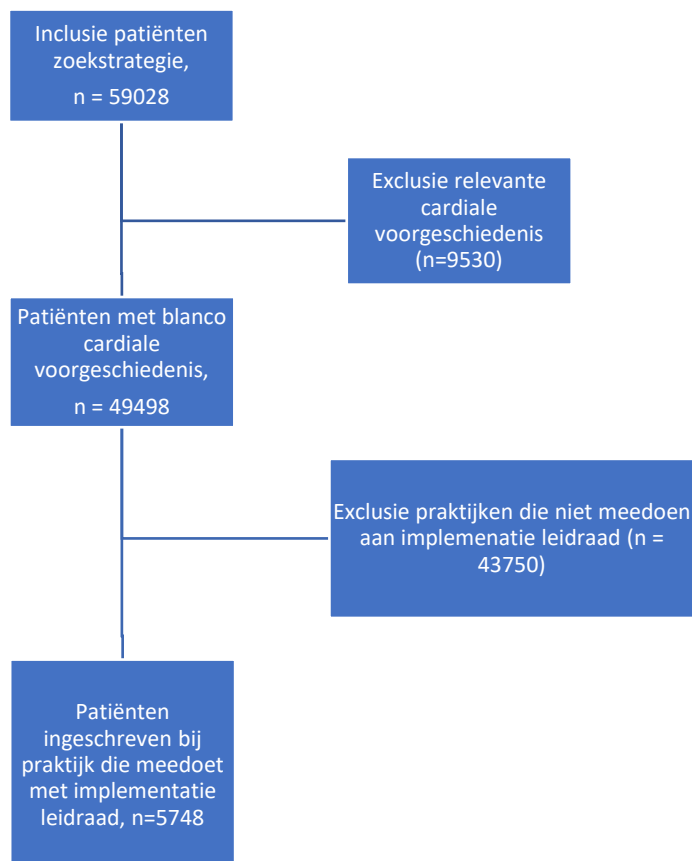 Inclusie patiënten
zoekstrategie,
n = 59028
Exclusie relevante
cardiale
voorgeschiedenis
(n=9530)
Patiënten met blanco
cardiale
voorgeschiedenis,
n = 49498
Exclusie praktijken die niet meedoen
aan implemenatie leidraad (n =
43750)
Patiënten
ingeschreven bij
praktijk die meedoet
met implementatie
leidraad, n=5748